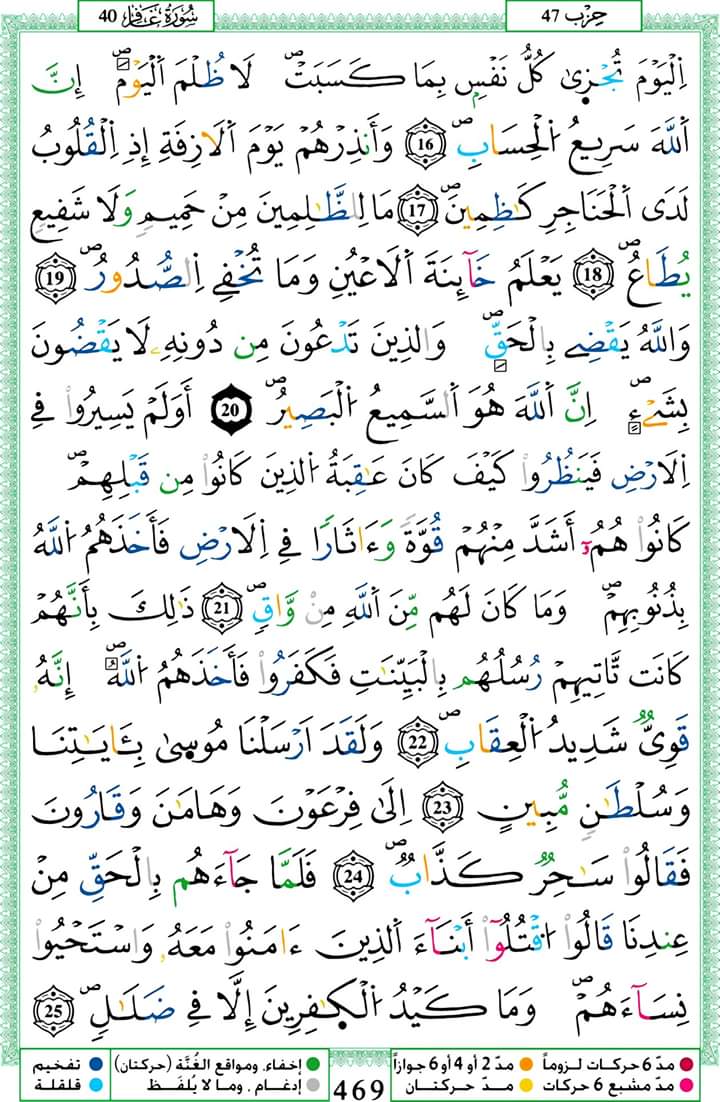 سُورَةُ غَافِر 40
حِزْب 47
اِ۬لْيَوْمَ تُجْز۪يٰ كُلُّ نَفْسِۢ بِمَا كَسَبَتْۖ لَا ظُلْمَ اَ۬لْيَوْمَۖ إِنَّ
اَ۬للَّهَ سَرِيعُ اُ۬لْحِسَابِۖ 16 وَأَنذِرْهُمْ يَوْمَ اَ۬لَازِفَةِ إِذِ اِ۬لْقُلُوبُ
لَدَي اَ۬لْحَنَاجِرِ كَٰظِمِينَۖ 17 مَا لِلظَّٰلِمِينَ مِنْ حَمِيمٖ وَلَا شَفِيعٖ
يُطَاعُۖ 18 يَعْلَمُ خَآئِنَةَ اَ۬لَاعْيُنِ وَمَا تُخْفِے اِ۬لصُّدُورُۖ 19
وَاللَّهُ يَقْضِے بِالْحَقِّۖ وَالذِينَ تَدْعُونَ مِن دُونِهِۦ لَا يَقْضُونَ
بِشَےْءٍۖ اِنَّ اَ۬للَّهَ هُوَ اَ۬لسَّمِيعُ اُ۬لْبَصِيرُۖ 20 أَوَلَمْ يَسِيرُواْ فِے
اِ۬لَارْضِ فَيَنظُرُواْ كَيْفَ كَانَ عَٰقِبَةُ اُ۬لذِينَ كَانُواْ مِن قَبْلِهِمْۖ
كَانُواْ هُمُۥٓ أَشَدَّ مِنْهُمْ قُوَّةٗ وَءَاثَاراٗ فِے اِ۬لَارْضِ فَأَخَذَهُمُ اُ۬للَّهُ
بِذُنُوبِهِمْۖ وَمَا كَانَ لَهُم مِّنَ اَ۬للَّهِ مِنْ وَّاقٖۖ 21 ذَٰلِكَ بِأَنَّهُمْ
كَانَت تَّاتِيهِمْ رُسُلُهُم بِالْبَيِّنَٰتِ فَكَفَرُواْ فَأَخَذَهُمُ اُ۬للَّهُۖ إِنَّهُۥ
قَوِيّٞ شَدِيدُ اُ۬لْعِقَابِۖ 22 وَلَقَدَ اَرْسَلْنَا مُوس۪يٰ بِـَٔايَٰتِنَا
وَسُلْطَٰنٖ مُّبِينٍ 23 اِلَيٰ فِرْعَوْنَ وَهَامَٰنَ وَقَٰرُونَ
فَقَالُواْ سَٰحِرٞ كَذَّابٞۖ 24 فَلَمَّا جَآءَهُم بِالْحَقِّ مِنْ
عِندِنَا قَالُواْ اُ۟قْتُلُوٓاْ أَبْنَآءَ اَ۬لذِينَ ءَامَنُواْ مَعَهُۥ وَاسْتَحْيُواْ
نِسَآءَهُمْۖ وَمَا كَيْدُ اُ۬لْكٰ۪فِرِينَ إِلَّا فِے ضَلَٰلٖۖ 25
مدّ 6 حركات لزوماً مدّ 2 أو 4 أو 6 جوازاً إخفاء، ومواقع الغُنَّة (حركتان) تفخيم
مدّ مشبع 6 حركات مدّ حركتان إدغام، وما لا يُلفَظ قلقلة
469